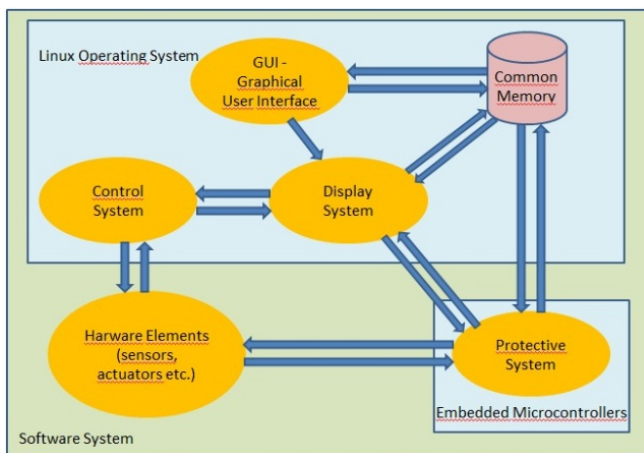 Linux Operating System
GUI -
Graphical
User Interface
Common
Memory
Control
System
Display
System
Harware Elements
(sensors,
actuators etc.)
Protective
System
Embedded Microcontrollers
Software System